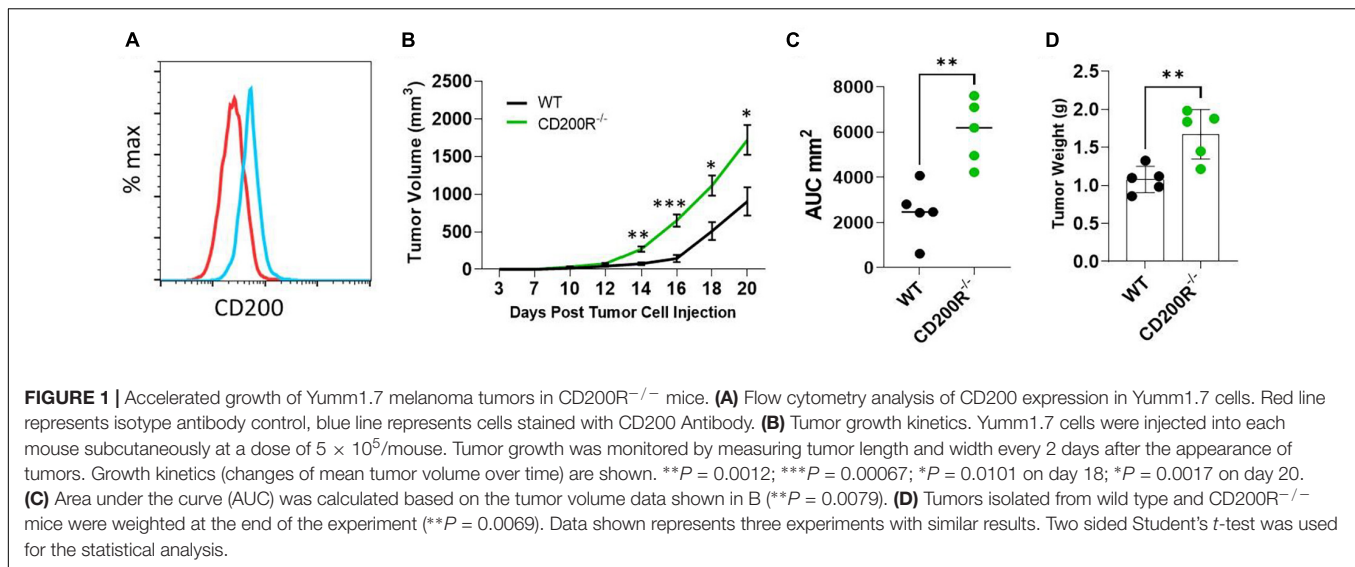 A
% max
CD200
B
Tumor Volume (mm³)
2500
2000
1500
1000
500
0
WT
CD200R⁻/⁻
**
***
*
*
3 7 10 12 14 16 18 20
Days Post Tumor Cell Injection
C
AUC mm²
8000
6000
4000
2000
0
**
WT
CD200R⁻/⁻
D
Tumor Weight (g)
2.5
2.0
1.5
1.0
0.5
0.0
**
WT
CD200R⁻/⁻
FIGURE 1 | Accelerated growth of Yumm1.7 melanoma tumors in CD200R⁻/⁻ mice. (A) Flow cytometry analysis of CD200 expression in Yumm1.7 cells. Red line
represents isotype antibody control, blue line represents cells stained with CD200 Antibody. (B) Tumor growth kinetics. Yumm1.7 cells were injected into each
mouse subcutaneously at a dose of 5 × 10⁵/mouse. Tumor growth was monitored by measuring tumor length and width every 2 days after the appearance of
tumors. Growth kinetics (changes of mean tumor volume over time) are shown. **P = 0.0012; ***P = 0.00067; *P = 0.0101 on day 18; *P = 0.0017 on day 20.
(C) Area under the curve (AUC) was calculated based on the tumor volume data shown in B (**P = 0.0079). (D) Tumors isolated from wild type and CD200R⁻/⁻
mice were weighted at the end of the experiment (**P = 0.0069). Data shown represents three experiments with similar results. Two sided Student's t-test was used
for the statistical analysis.